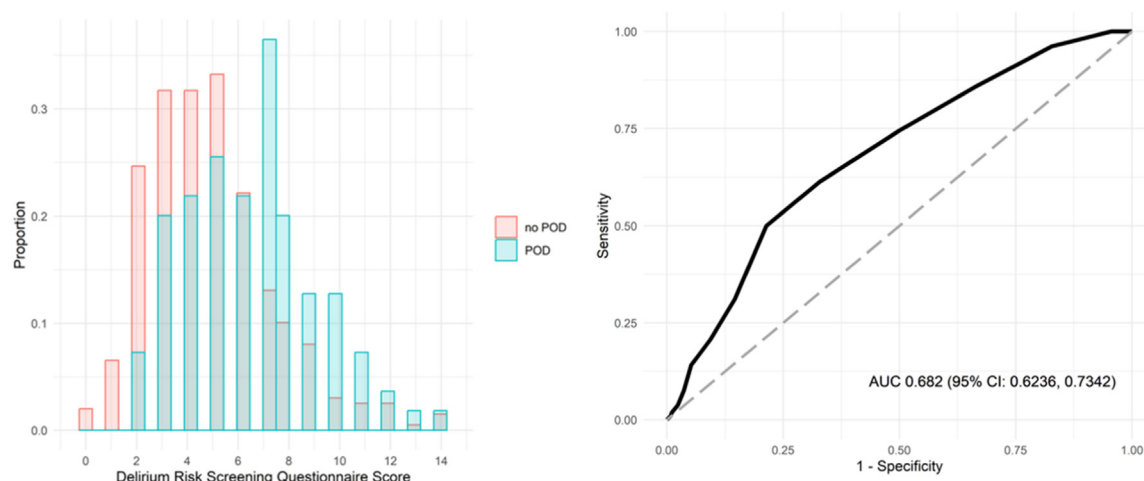 0.3
0.2
0.1
0.0
Proportion
0 2 4 6 8 10 12 14
Delirium Risk Screening Questionnaire Score
no POD
POD
1.00
0.75
0.50
0.25
0.00
Sensitivity
AUC 0.682 (95% CI: 0.6236, 0.7342)
0.00 0.25 0.50 0.75 1.00
1 - Specificity